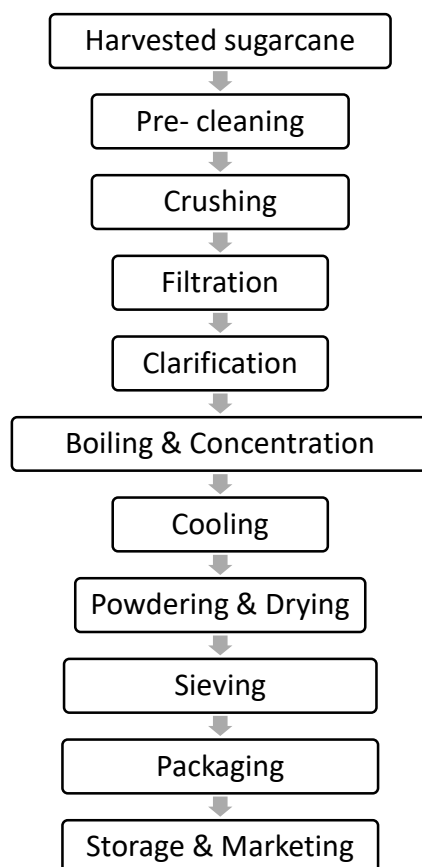 Harvested sugarcane
Pre- cleaning
Crushing
Filtration
Clarification
Boiling & Concentration
Cooling
Powdering & Drying
Sieving
Packaging
Storage & Marketing